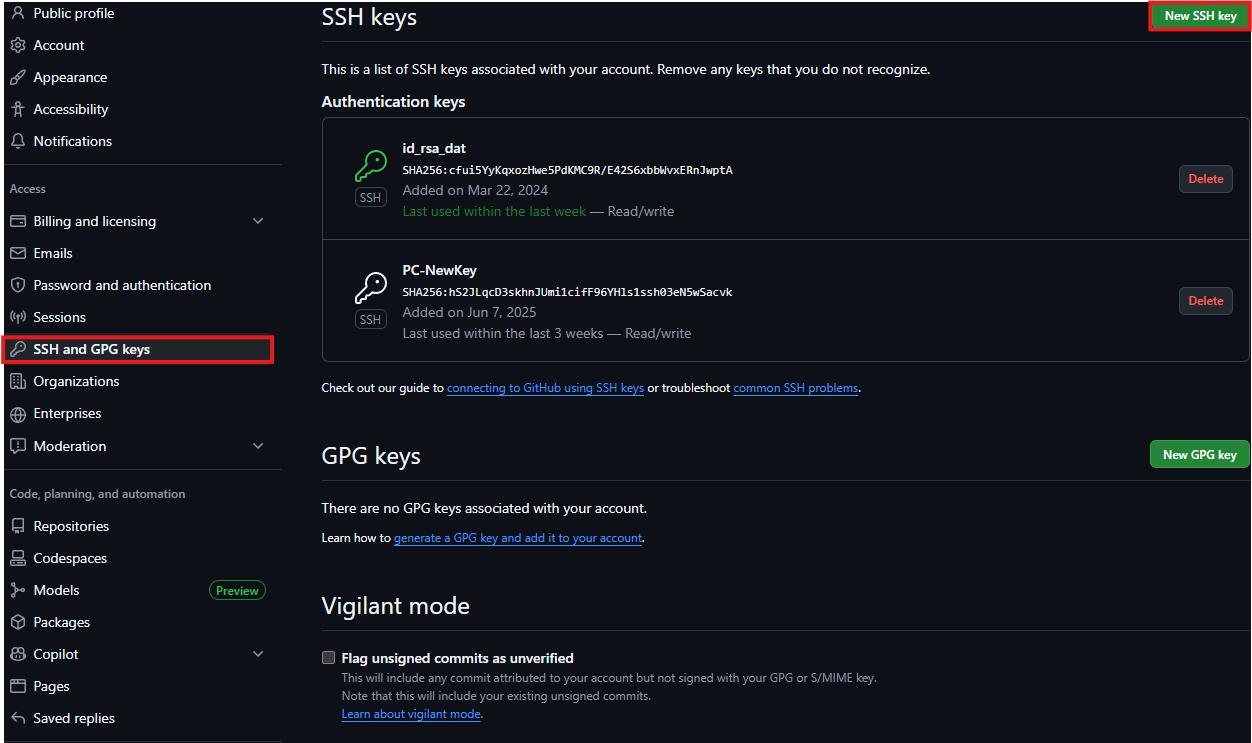 Public profile
Account
Appearance
Accessibility
Notifications
Access
Billing and licensing
Emails
Password and authentication
Sessions
SSH and GPG keys
Organizations
Enterprises
Moderation
Code, planning, and automation
Repositories
Codespaces
Models Preview
Packages
Copilot
Pages
Saved replies
SSH keys
New SSH key
This is a list of SSH keys associated with your account. Remove any keys that you do not recognize.
Authentication keys
id_rsa_dat
SHA256:cfui5YyKqxozHwe5PdKMC9R/E42S6xbbWvxERnJwptA
SSH
Added on Mar 22, 2024
Last used within the last week — Read/write
Delete
PC-NewKey
SHA256:hS2JLqcD3skhnJUmi1cifF96YHls1ssh03eN5wSacvk
SSH
Added on Jun 7, 2025
Last used within the last 3 weeks — Read/write
Delete
Check out our guide to connecting to GitHub using SSH keys or troubleshoot common SSH problems.
GPG keys
New GPG key
There are no GPG keys associated with your account.
Learn how to generate a GPG key and add it to your account.
Vigilant mode
Flag unsigned commits as unverified
This will include any commit attributed to your account but not signed with your GPG or S/MIME key.
Note that this will include your existing unsigned commits.
Learn about vigilant mode.